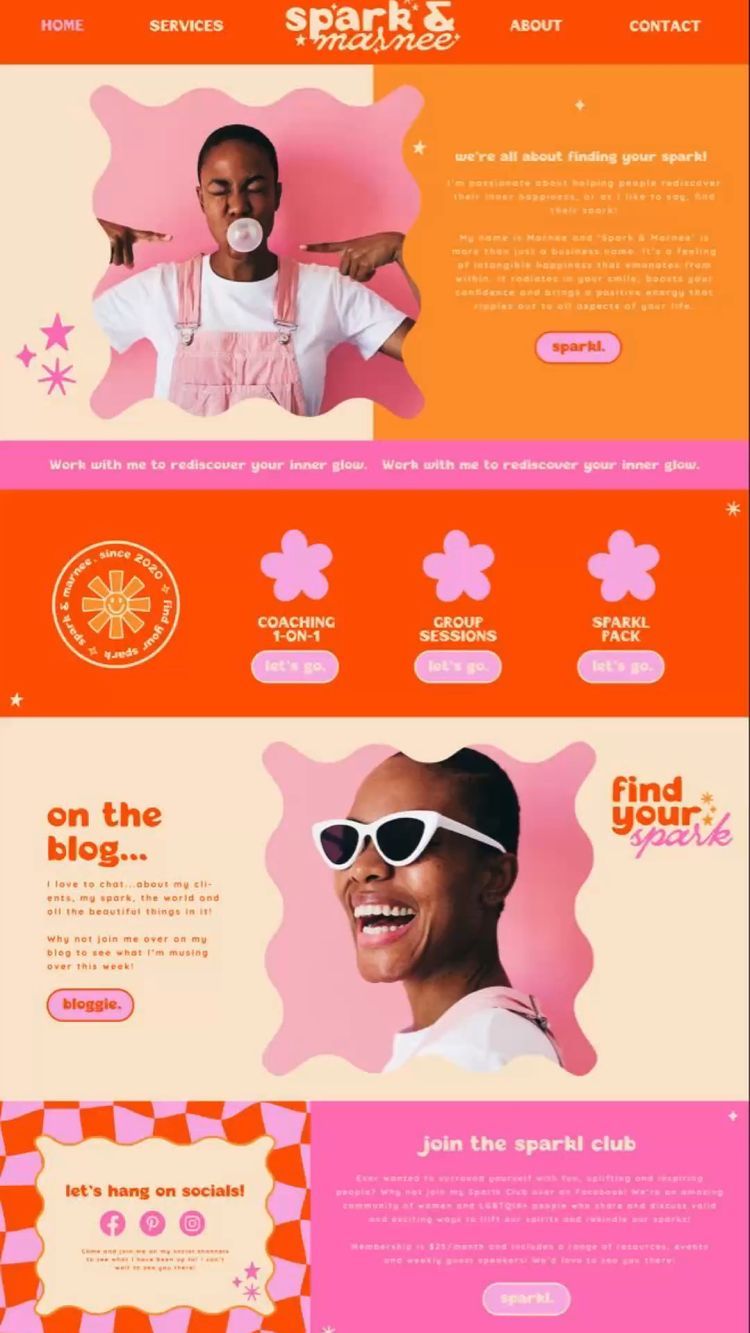 HOME
SERVICES
spark &
marnee
ABOUT
CONTACT
we're all about finding your spark!
I'm passionate about helping people rediscover
their inner happiness, or as I like to say, find
their spark!
My name is Marnee and "Spark & Marnee" is
more than just a business name. It's a feeling
of intangible happiness that emanates from
within. It radiates in your smile, boosts your
confidence and brings a positive energy that
ripples out to all aspects of your life.
sparkl.
Work with me to rediscover your inner glow. Work with me to rediscover your inner glow.
spark & marnee. since 2020
find your spark
COACHING
1-ON-1
let's go.
GROUP
SESSIONS
let's go.
SPARKL
PACK
let's go.
on the
blog...
I love to chat...about my cli-
ents, my spark, the world and
all the beautiful things in it!
Why not join me over on my
blog to see what I'm musing
over this week!
bloggie.
find
your
spark
let's hang on socials!
Come and join me on my social channels
to see what I have been up to! I can't
wait to see you there!
join the sparkl club
Ever wanted to surround yourself with fun, uplifting and inspiring
people? Why not join my Sparkl Club over on Facebook! We're an amazing
community of women and LGBTQIA+ people who share and discuss valid
and exciting ways to lift our spirits and rekindle our sparks!
Membership is $25/month and includes a range of resources, events
and weekly guest speakers! We'd love to see you there!
sparkl.